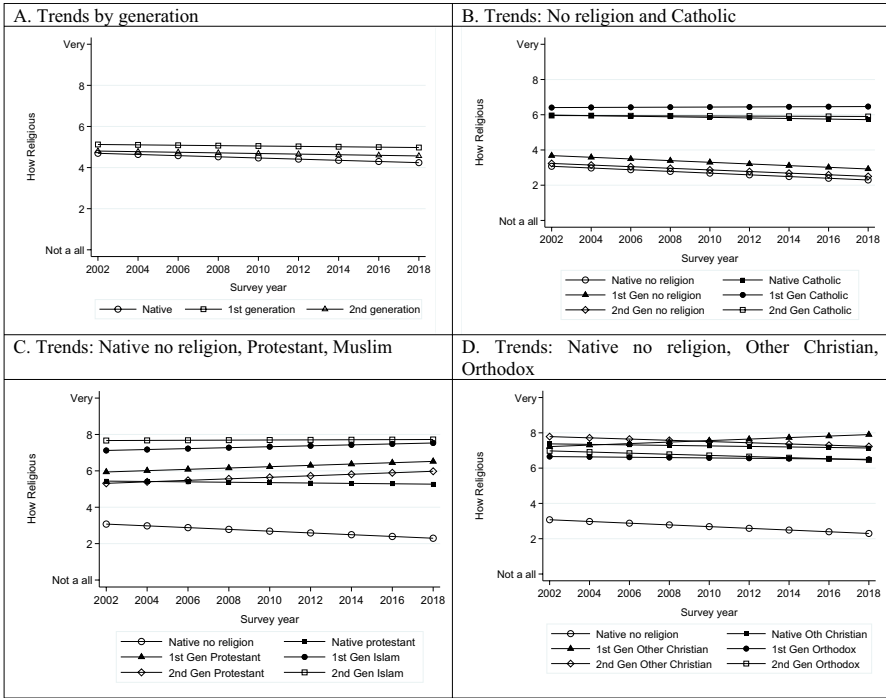 A. Trends by generation
Very
8
6
4
2
Not a all
How Religious
2002 2004 2006 2008 2010 2012 2014 2016 2018
Survey year
Native 1st generation 2nd generation
B. Trends: No religion and Catholic
Very
8
6
4
2
Not a all
How Religious
2002 2004 2006 2008 2010 2012 2014 2016 2018
Survey year
Native no religion Native Catholic
1st Gen no religion 1st Gen Catholic
2nd Gen no religion 2nd Gen Catholic
C. Trends: Native no religion, Protestant, Muslim
Very
8
6
4
2
Not a all
How Religious
2002 2004 2006 2008 2010 2012 2014 2016 2018
Survey year
Native no religion Native protestant
1st Gen Protestant 1st Gen Islam
2nd Gen Protestant 2nd Gen Islam
D. Trends: Native no religion, Other Christian,
Orthodox
Very
8
6
4
2
Not a all
How Religious
2002 2004 2006 2008 2010 2012 2014 2016 2018
Survey year
Native no religion Native Oth Christian
1st Gen Other Christian 1st Gen Orthodox
2nd Gen Other Christian 2nd Gen Orthodox